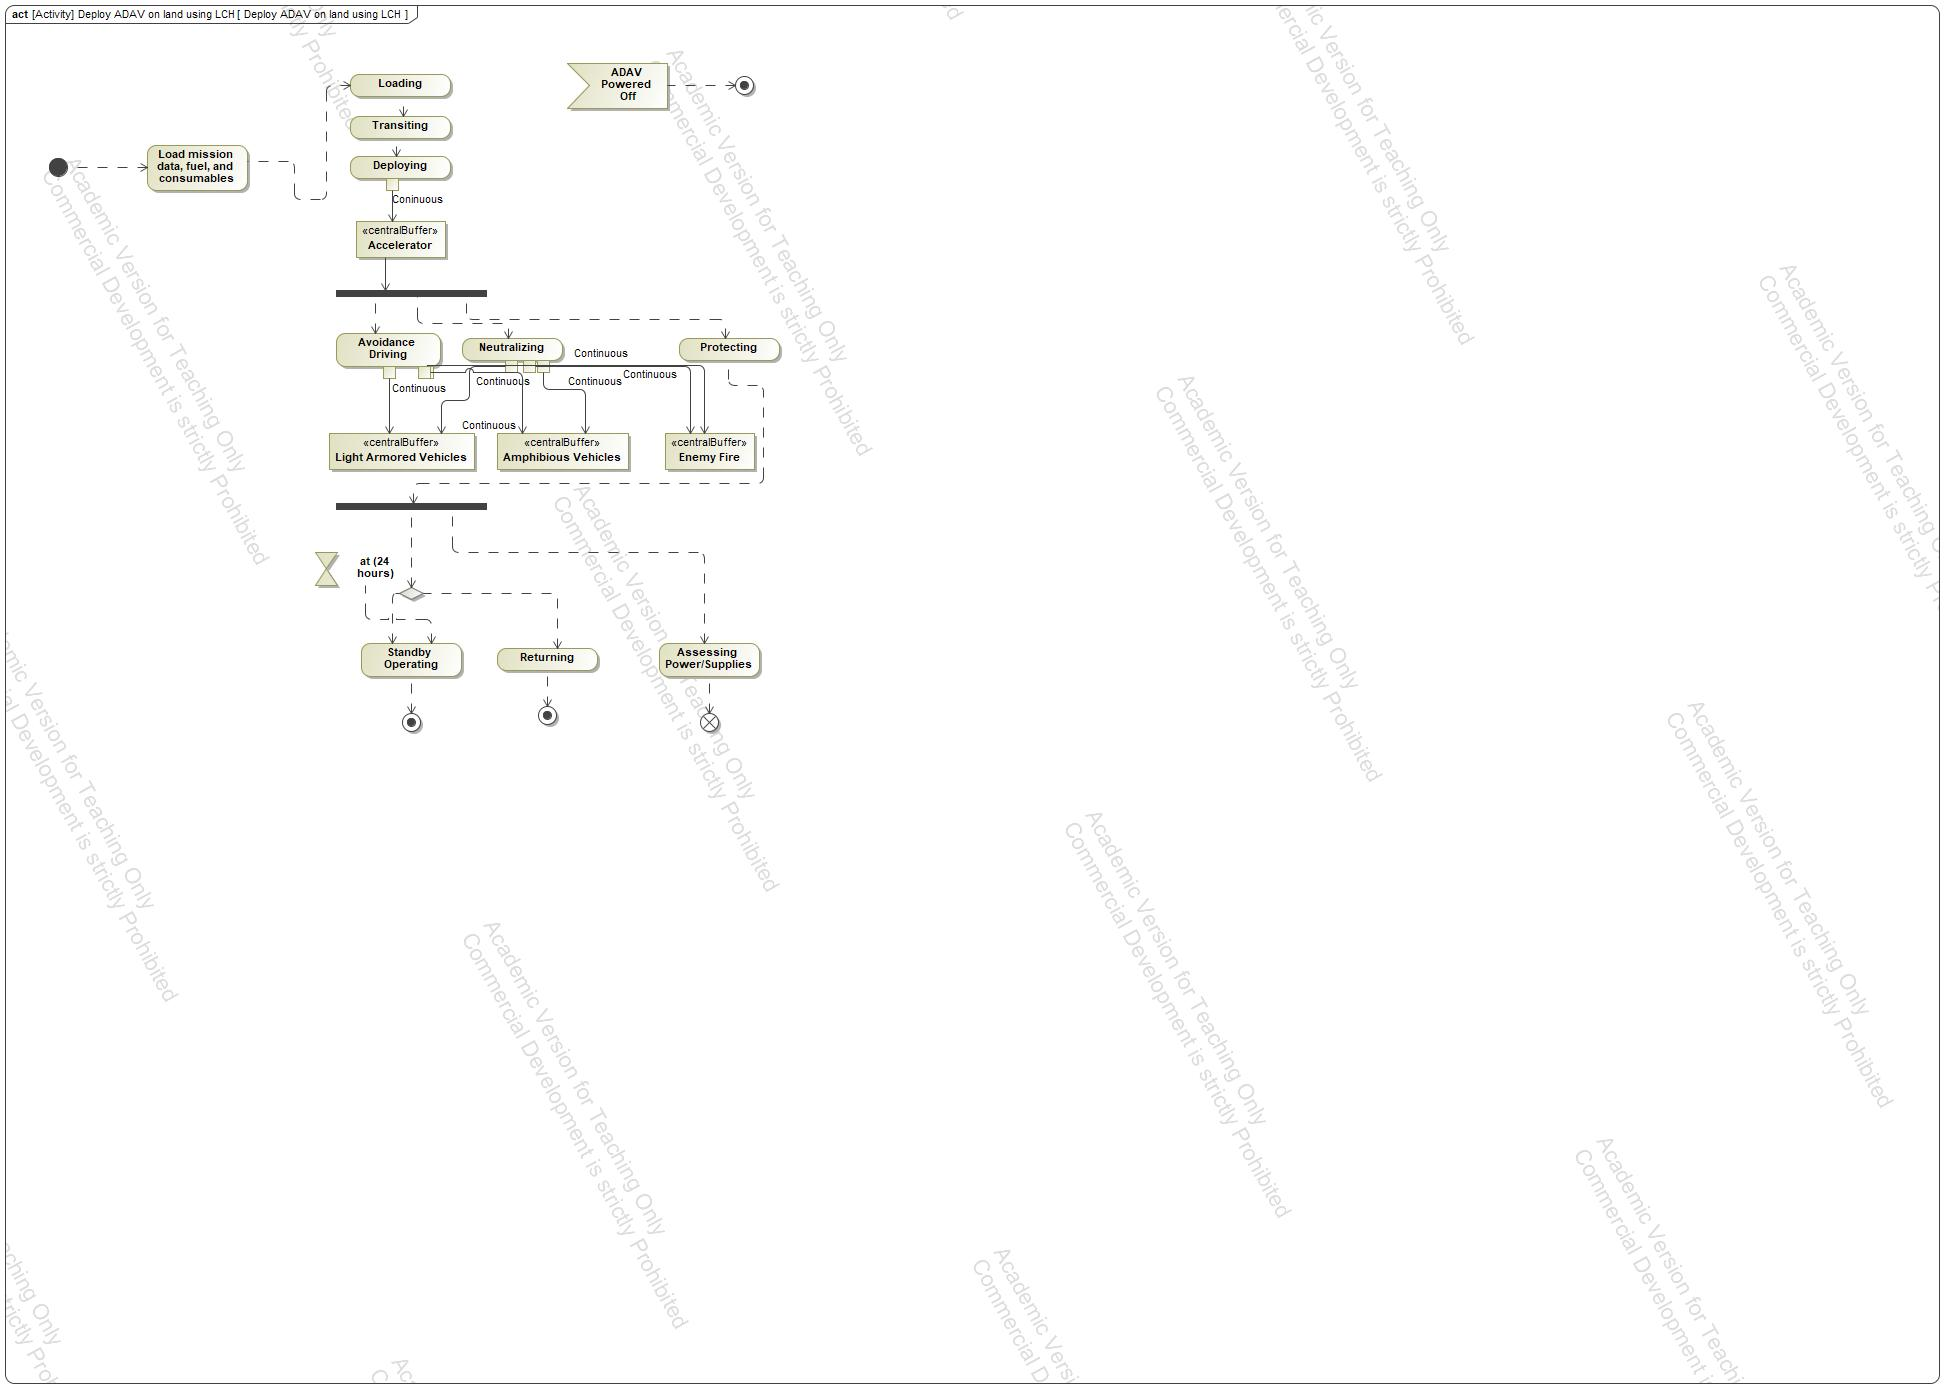 act [Activity] Deploy ADAV on land using LCH [ Deploy ADAV on land using LCH ]
Loading
ADAV
Powered
Off
Transiting
Load mission
data, fuel, and
consumables
Deploying
Coninuous
«centralBuffer»
Accelerator
Avoidance
Driving
Neutralizing
Protecting
Continuous
Continuous
Continuous
Continuous
Continuous
Continuous
«centralBuffer»
Light Armored Vehicles
«centralBuffer»
Amphibious Vehicles
«centralBuffer»
Enemy Fire
at (24
hours)
Standby
Operating
Returning
Assessing
Power/Supplies
Academic Version for Teaching Only
Commercial Development is strictly Prohibited